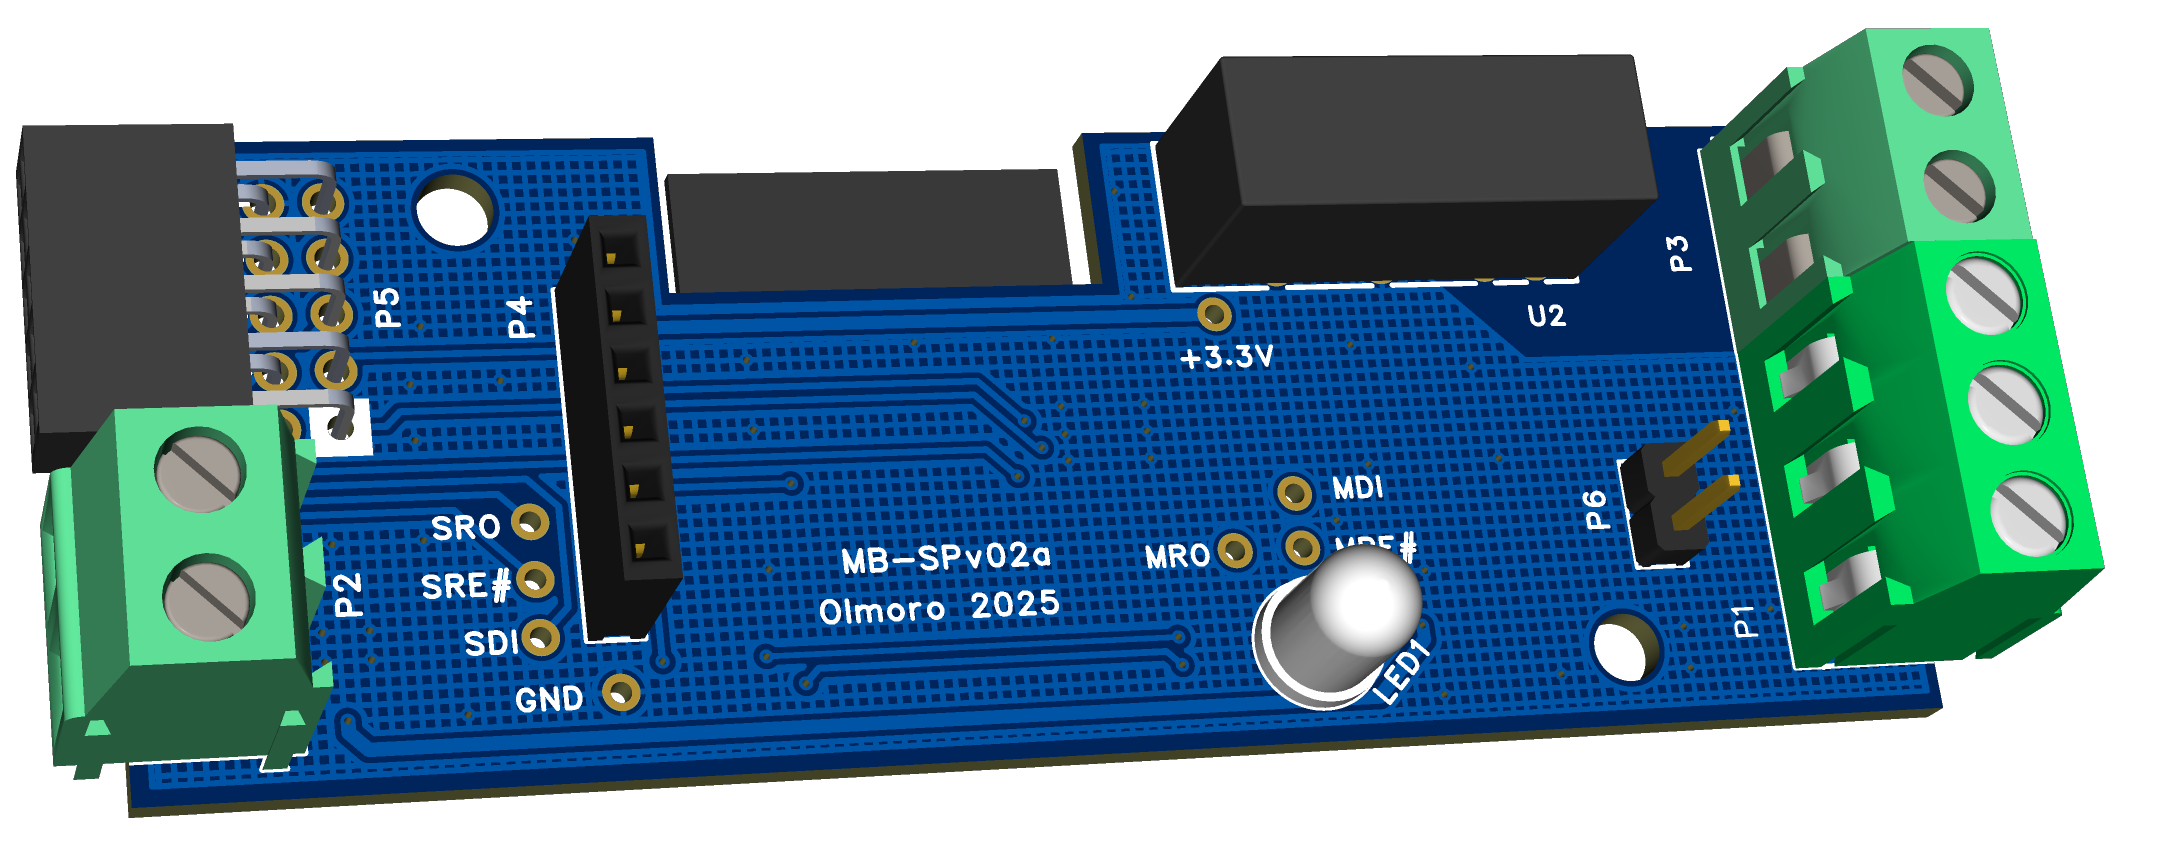 P5
P4
P3
U2
+3.3V
MDI
P6
SRO
MRO
MB-SPv02a
SRE#
P2
Olmoro 2025
SDI
P1
LED1
GND